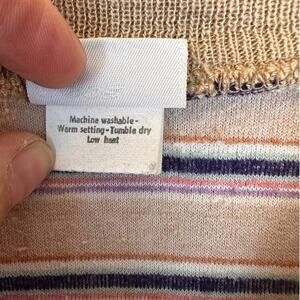 Machine washable-
Warm setting-Tumble dry
Low heat